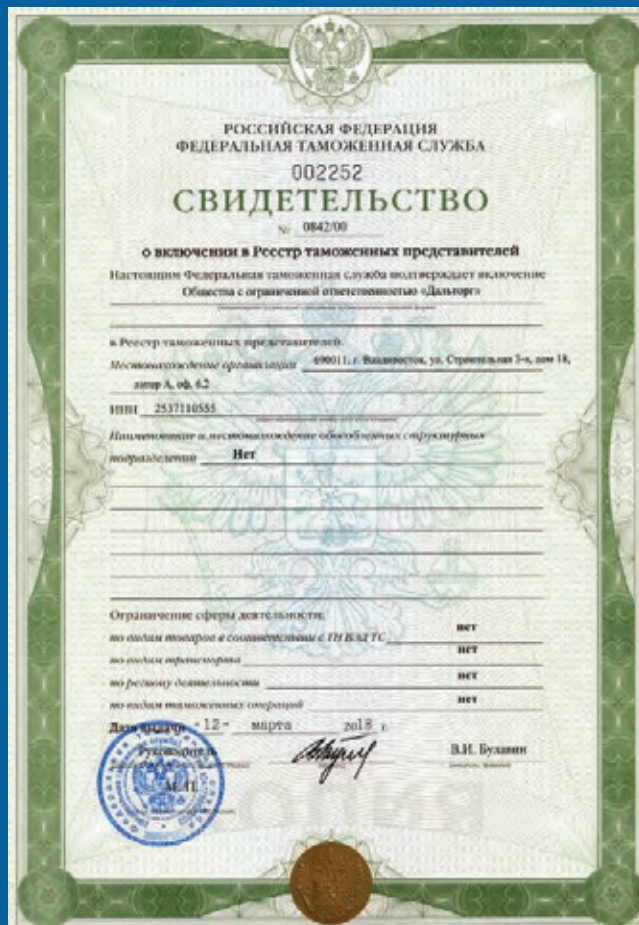 РОССИЙСКАЯ ФЕДЕРАЦИЯ
ФЕДЕРАЛЬНАЯ ТАМОЖЕННАЯ СЛУЖБА
002252
СВИДЕТЕЛЬСТВО
№ 0842/00
о включении в Реестр таможенных представителей
Настоящим Федеральная таможенная служба подтверждает включение
Общества с ограниченной ответственностью «Дальторг»
в Реестр таможенных представителей.
Местонахождение организации 690011, г. Владивосток, ул. Строительная 3-я, дом 18,
литер А, оф. 6.2
ИНН 2537110555
Наименование и местонахождение обособленных структурных
подразделений Нет
Ограничение сферы деятельности:
по видам товаров в соответствии с ТН ВЭД ТС нет
по видам транспорта нет
по региону деятельности нет
по видам таможенных операций нет
Дата выдачи "12" марта 2018 г.
Руководитель В.И. Булавин
М.П.